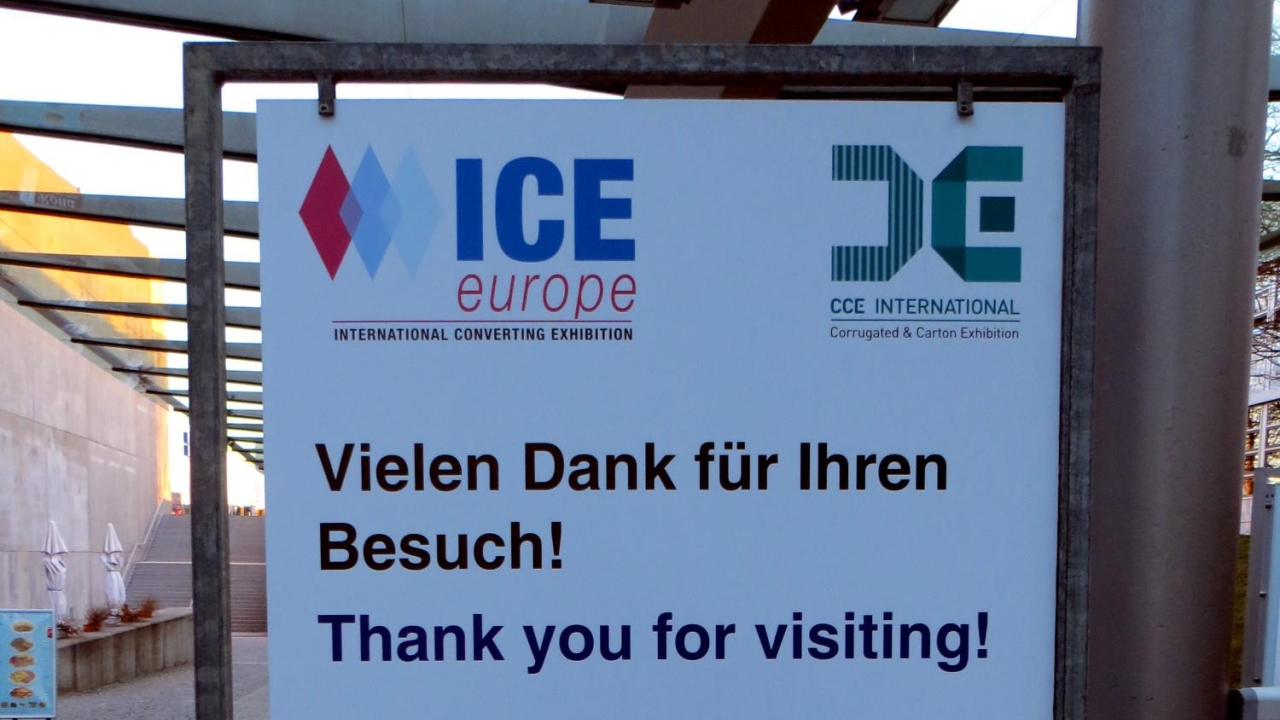 ICE
europe
INTERNATIONAL CONVERTING EXHIBITION
CCE INTERNATIONAL
Corrugated & Carton Exhibition
Vielen Dank für Ihren
Besuch!
Thank you for visiting!